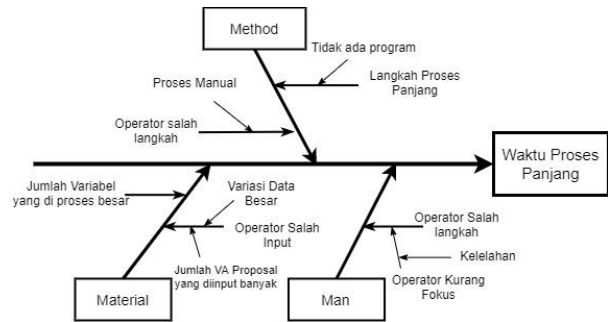 Method
Tidak ada program
Langkah Proses
Panjang
Proses Manual
Operator salah
langkah
Waktu Proses
Panjang
Jumlah Variabel
yang di proses besar
Variasi Data
Besar
Operator Salah
Input
Jumlah VA Proposal
yang diinput banyak
Material
Operator Salah
langkah
Kelelahan
Operator Kurang
Fokus
Man